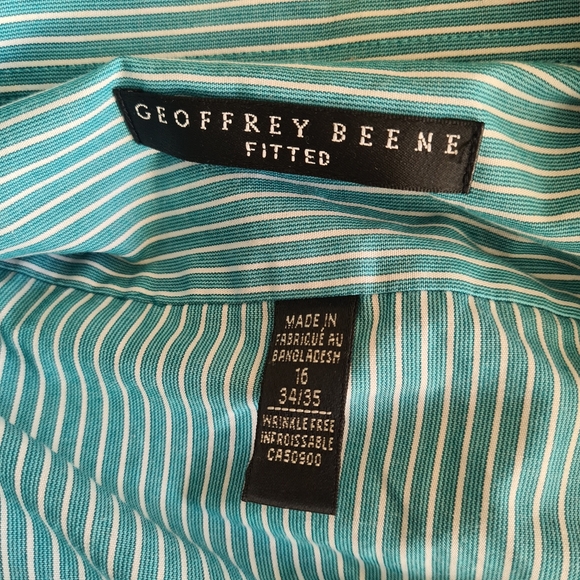 GEOFFREY BEENE
FITTED
MADE IN
FABRIQUÉ AU
BANGLADESH
16
34/35
WRINKLE FREE
INFROISSABLE
CA50900